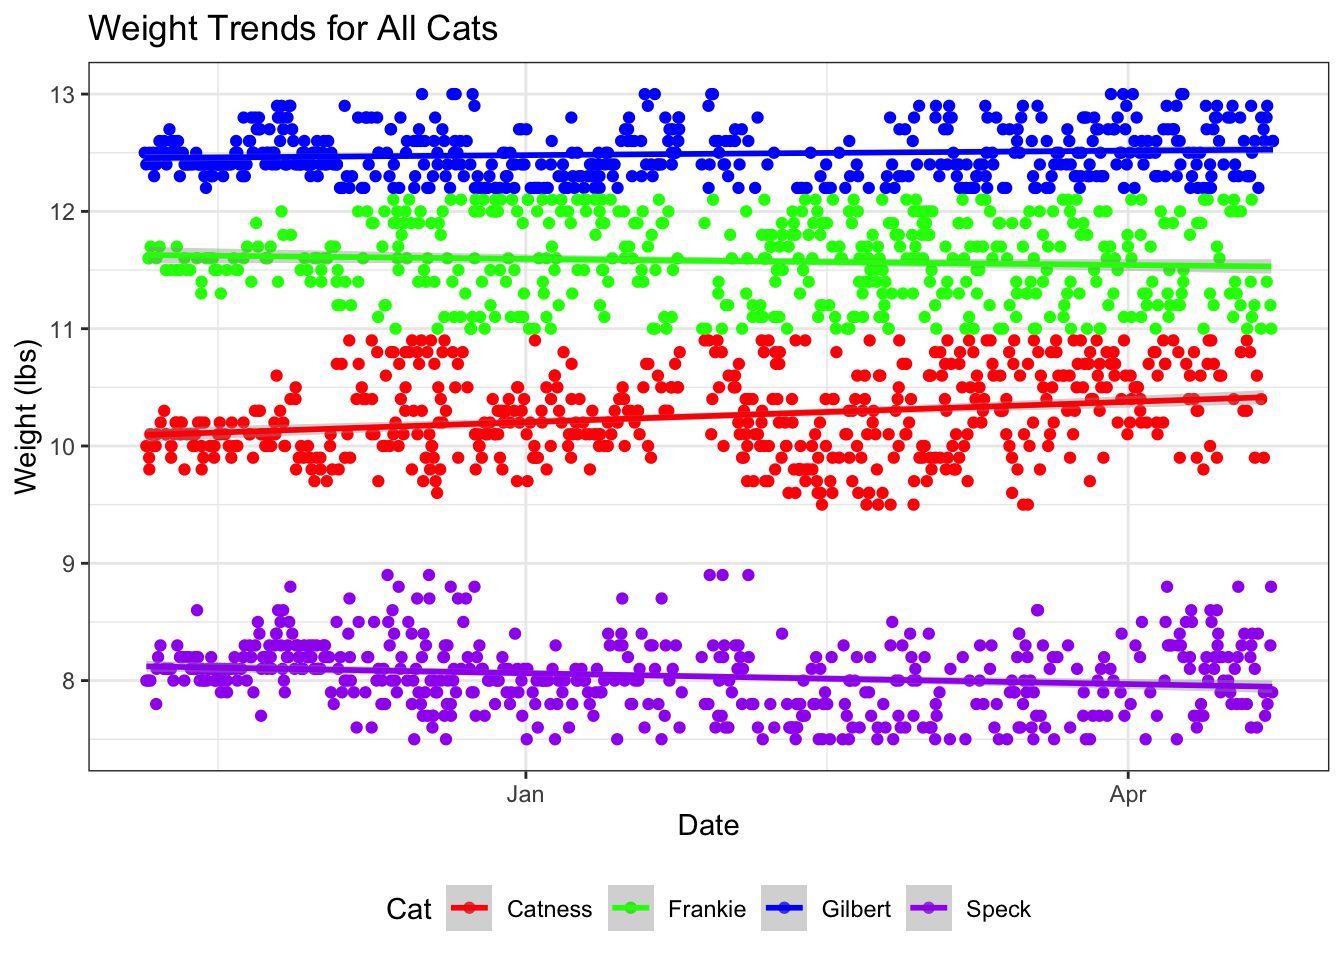 Weight Trends for All Cats
13
12
11
10
9
8
Weight (lbs)
Jan
Apr
Date
Cat
Catness
Frankie
Gilbert
Speck